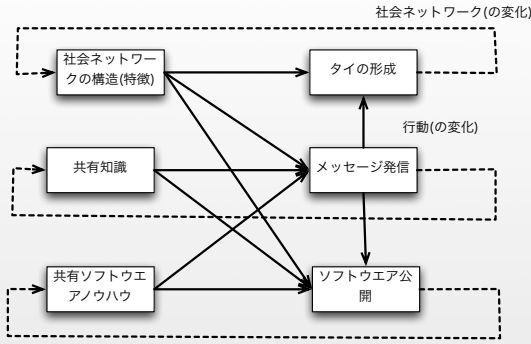 社会ネットワーク(の変化)
社会ネットワー
クの構造(特徴)
タイの形成
行動(の変化)
共有知識
メッセージ発信
共有ソフトウエ
アノウハウ
ソフトウエア公
開